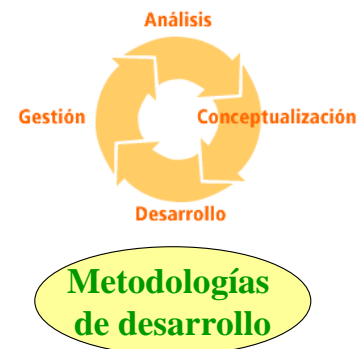 Análisis
Gestión
Conceptualización
Desarrollo
Metodologías
de desarrollo